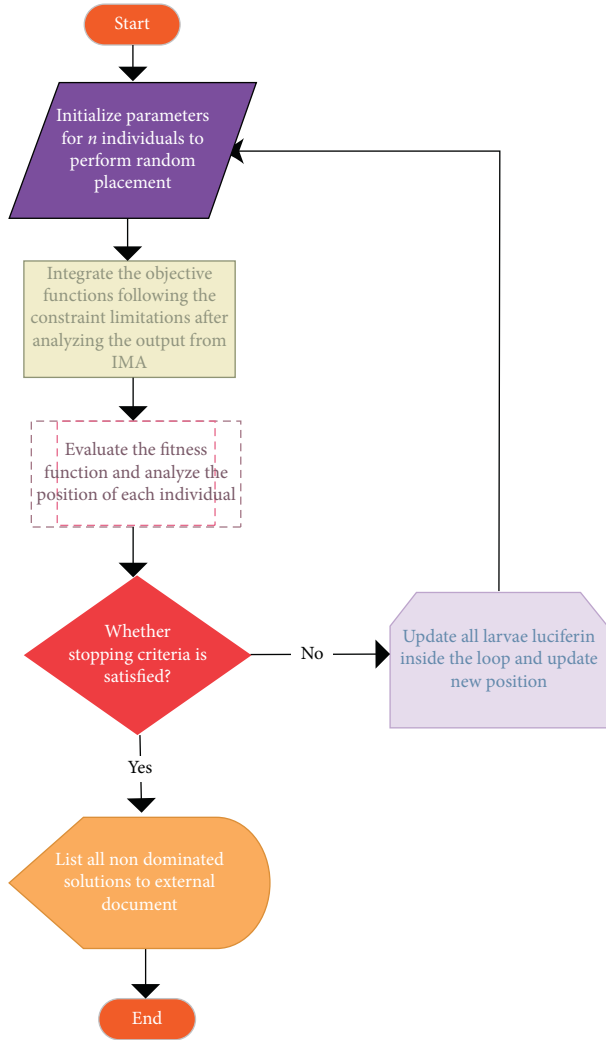 Start
Initialize parameters
for n individuals to
perform random
placement
Integrate the objective
functions following the
constraint limitations after
analyzing the output from
IMA
Evaluate the fitness
function and analyze the
position of each individual
Whether
stopping criteria is
satisfied?
No
Update all larvae luciferin
inside the loop and update
new position
Yes
List all non dominated
solutions to external
document
End